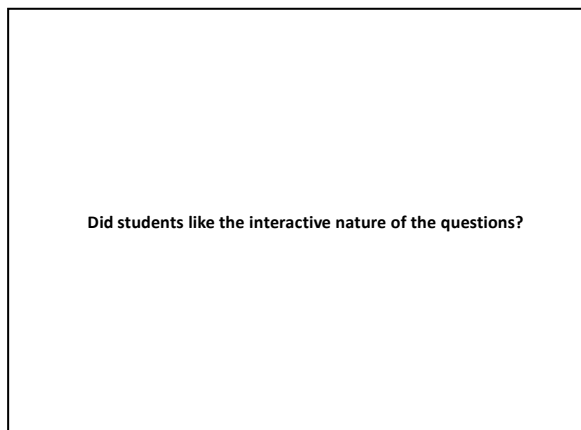 Did students like the interactive nature of the questions?